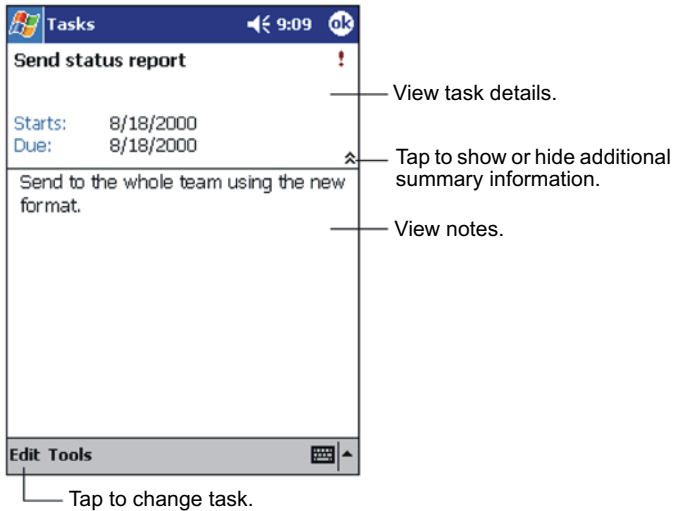 Tasks 9:09 ok
Send status report !
View task details.
Starts: 8/18/2000
Due: 8/18/2000
Tap to show or hide additional
summary information.
Send to the whole team using the new
format.
View notes.
Edit Tools
Tap to change task.